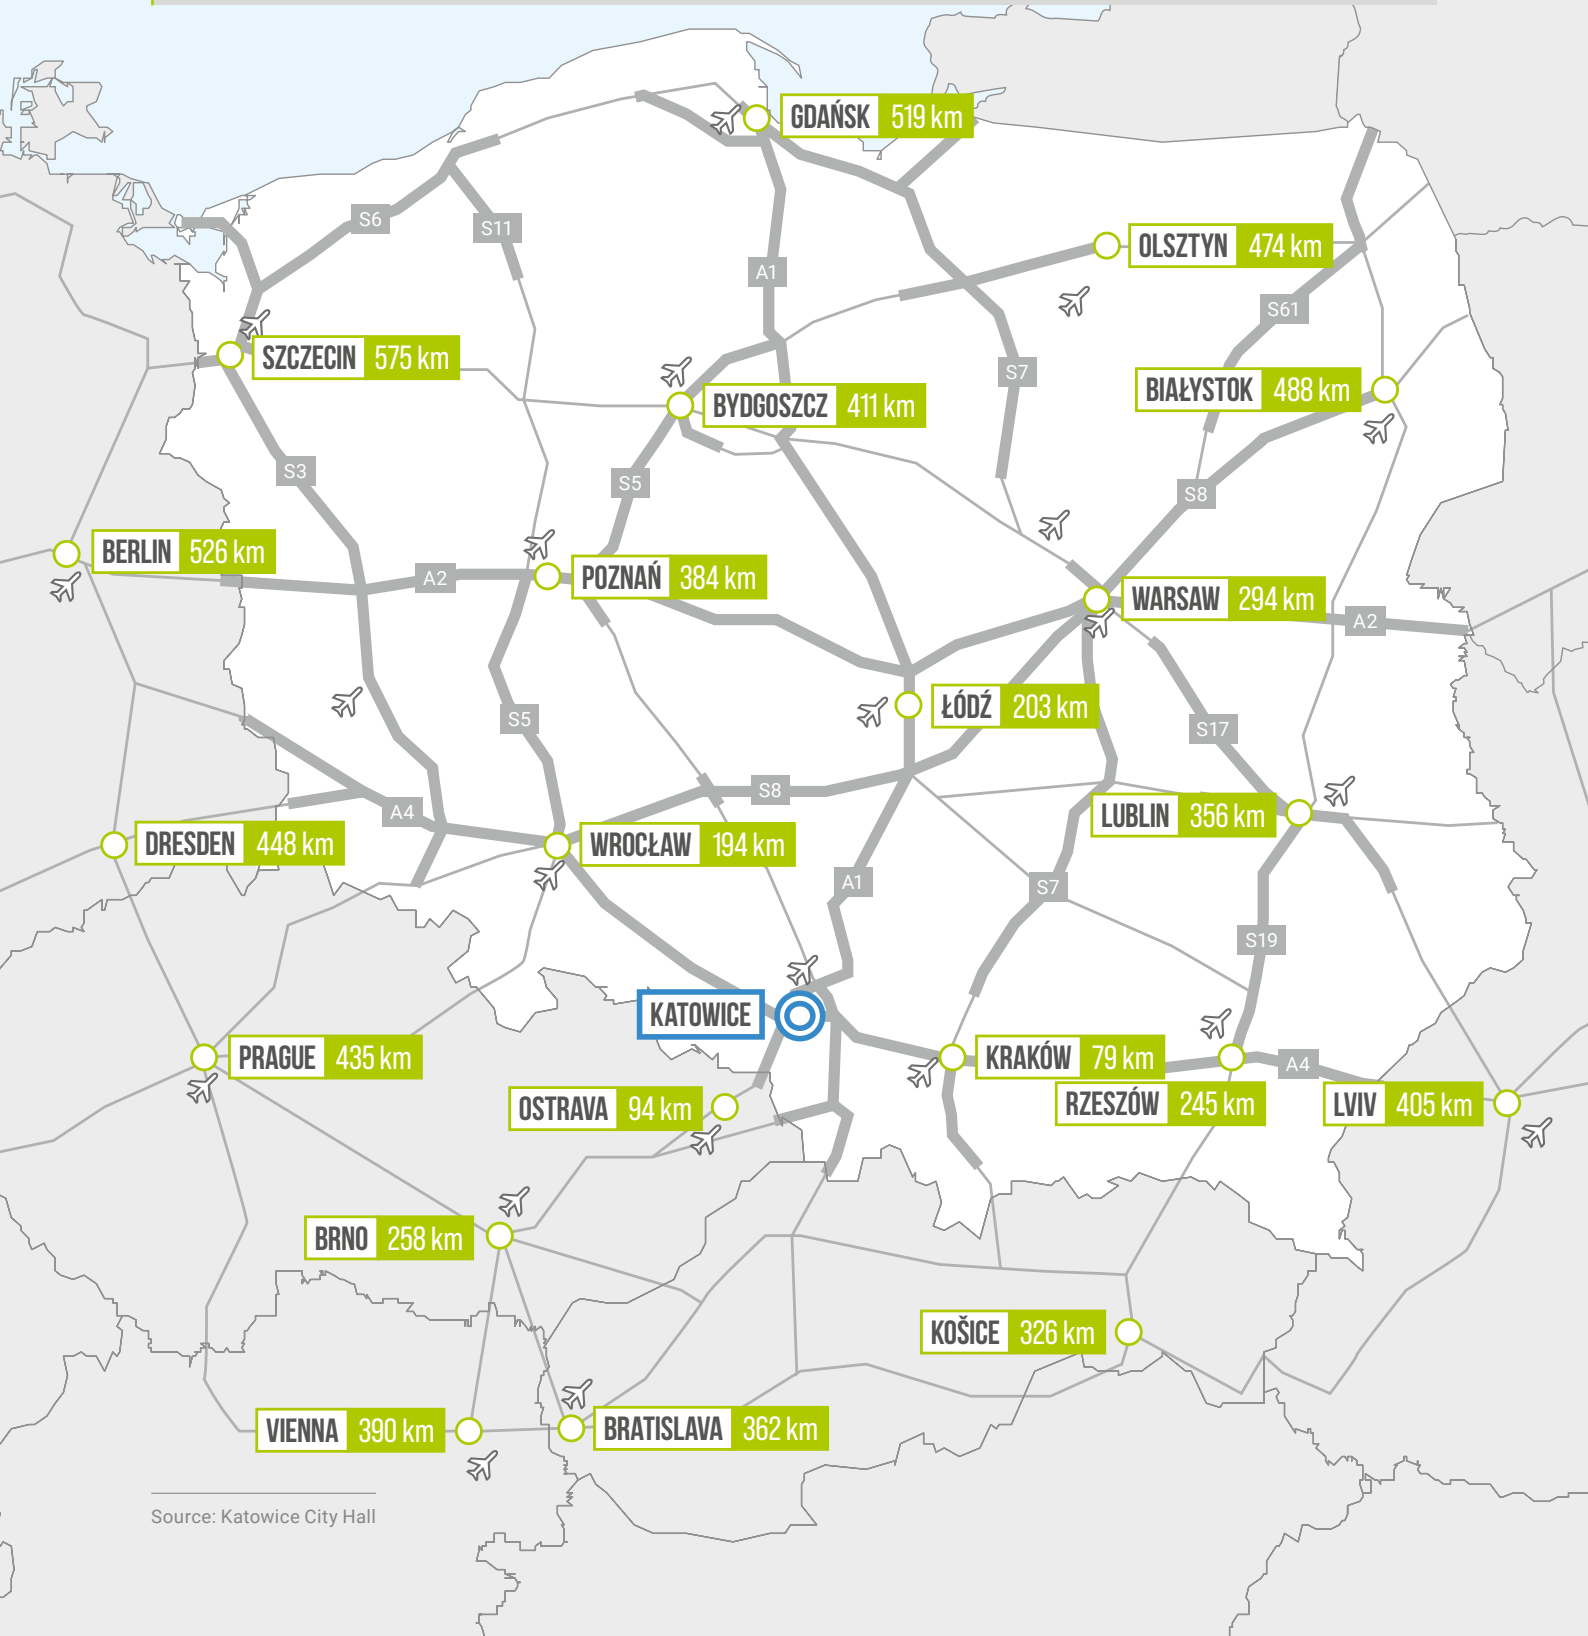 GDAŃSK 519 km
S6
S11
OLSZTYN 474 km
A1
S61
SZCZECIN 575 km
S7
BIAŁYSTOK 488 km
BYDGOSZCZ 411 km
S3
S5
S8
BERLIN 526 km
A2
POZNAŃ 384 km
WARSAW 294 km
A2
ŁÓDŹ 203 km
S5
S17
S8
A4
LUBLIN 356 km
DRESDEN 448 km
WROCŁAW 194 km
A1
S7
S19
KATOWICE
PRAGUE 435 km
KRAKÓW 79 km
A4
OSTRAVA 94 km
RZESZÓW 245 km
LVIV 405 km
BRNO 258 km
KOŠICE 326 km
VIENNA 390 km
BRATISLAVA 362 km
Source: Katowice City Hall